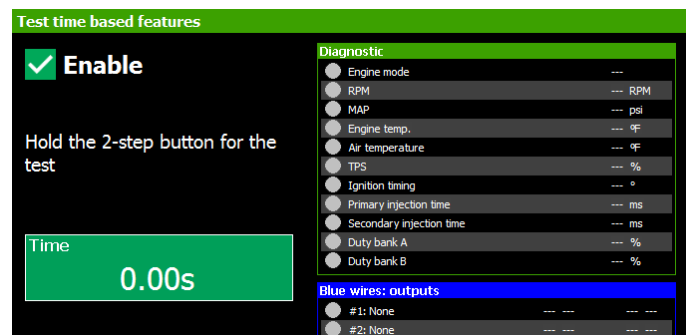 Test time based features
Enable
Hold the 2-step button for the
test
Time
0.00s
Diagnostic
Engine mode ---
RPM --- RPM
MAP --- psi
Engine temp. --- ºF
Air temperature --- ºF
TPS --- %
Ignition timing --- º
Primary injection time --- ms
Secondary injection time --- ms
Duty bank A --- %
Duty bank B --- %
Blue wires: outputs
#1: None --- --- --- ---
#2: None --- --- --- ---